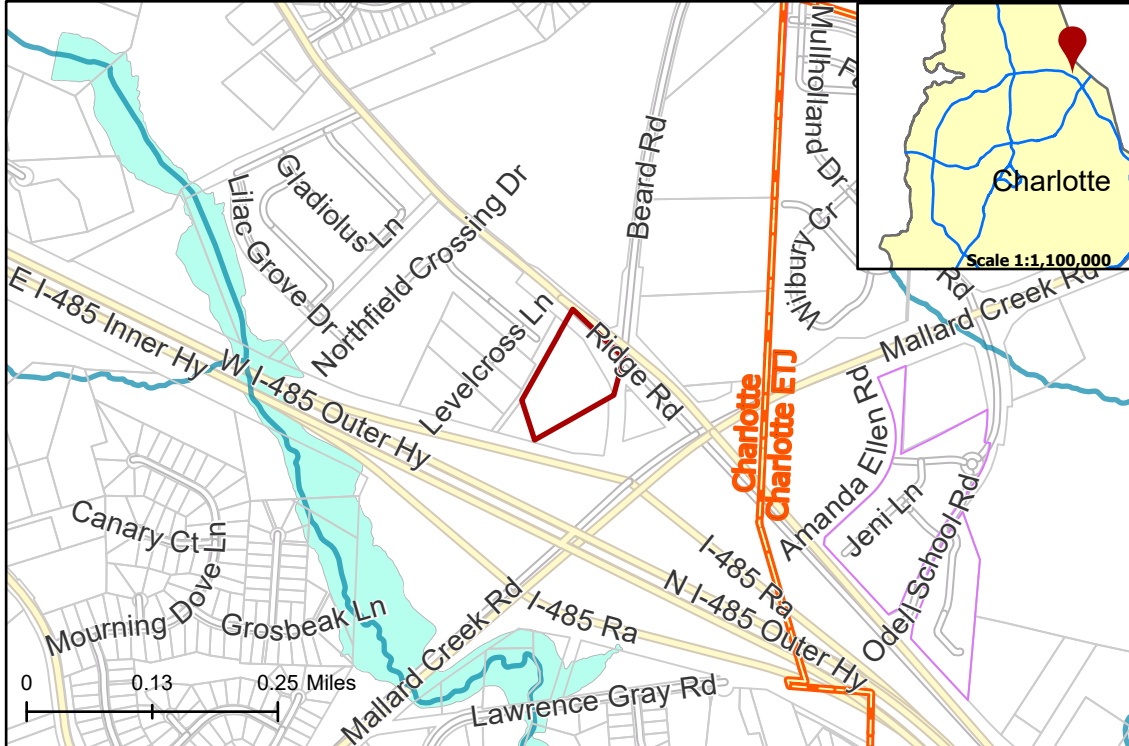 Mullholland Dr
Fo
Charlotte
Scale 1:1,100,000
Beard Rd
Gladiolus Ln
Lilac Grove Dr
Northfield Crossing Dr
Wilbury Cr
Rd
Mallard Creek Rd
E I-485 Inner Hy
W I-485 Outer Hy
Levelcross Ln
Ridge Rd
Charlotte
Charlotte ETJ
Amanda Ellen Rd
Jeni Ln
Odell School Rd
Canary Ct
Mourning Dove Ln
Grosbeak Ln
I-485 Ra
N I-485 Outer Hy
I-485 Ra
Mallard Creek Rd
Lawrence Gray Rd
0 0.13 0.25 Miles